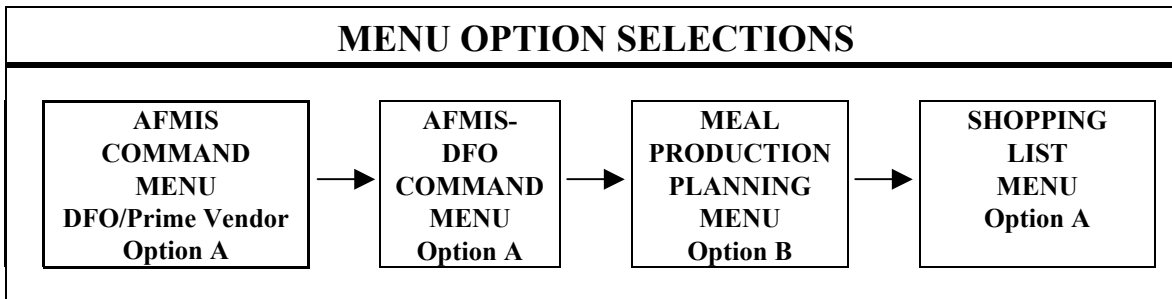 MENU OPTION SELECTIONS
AFMIS
COMMAND
MENU
DFO/Prime Vendor
Option A
AFMIS-
DFO
COMMAND
MENU
Option A
MEAL
PRODUCTION
PLANNING
MENU
Option B
SHOPPING
LIST
MENU
Option A